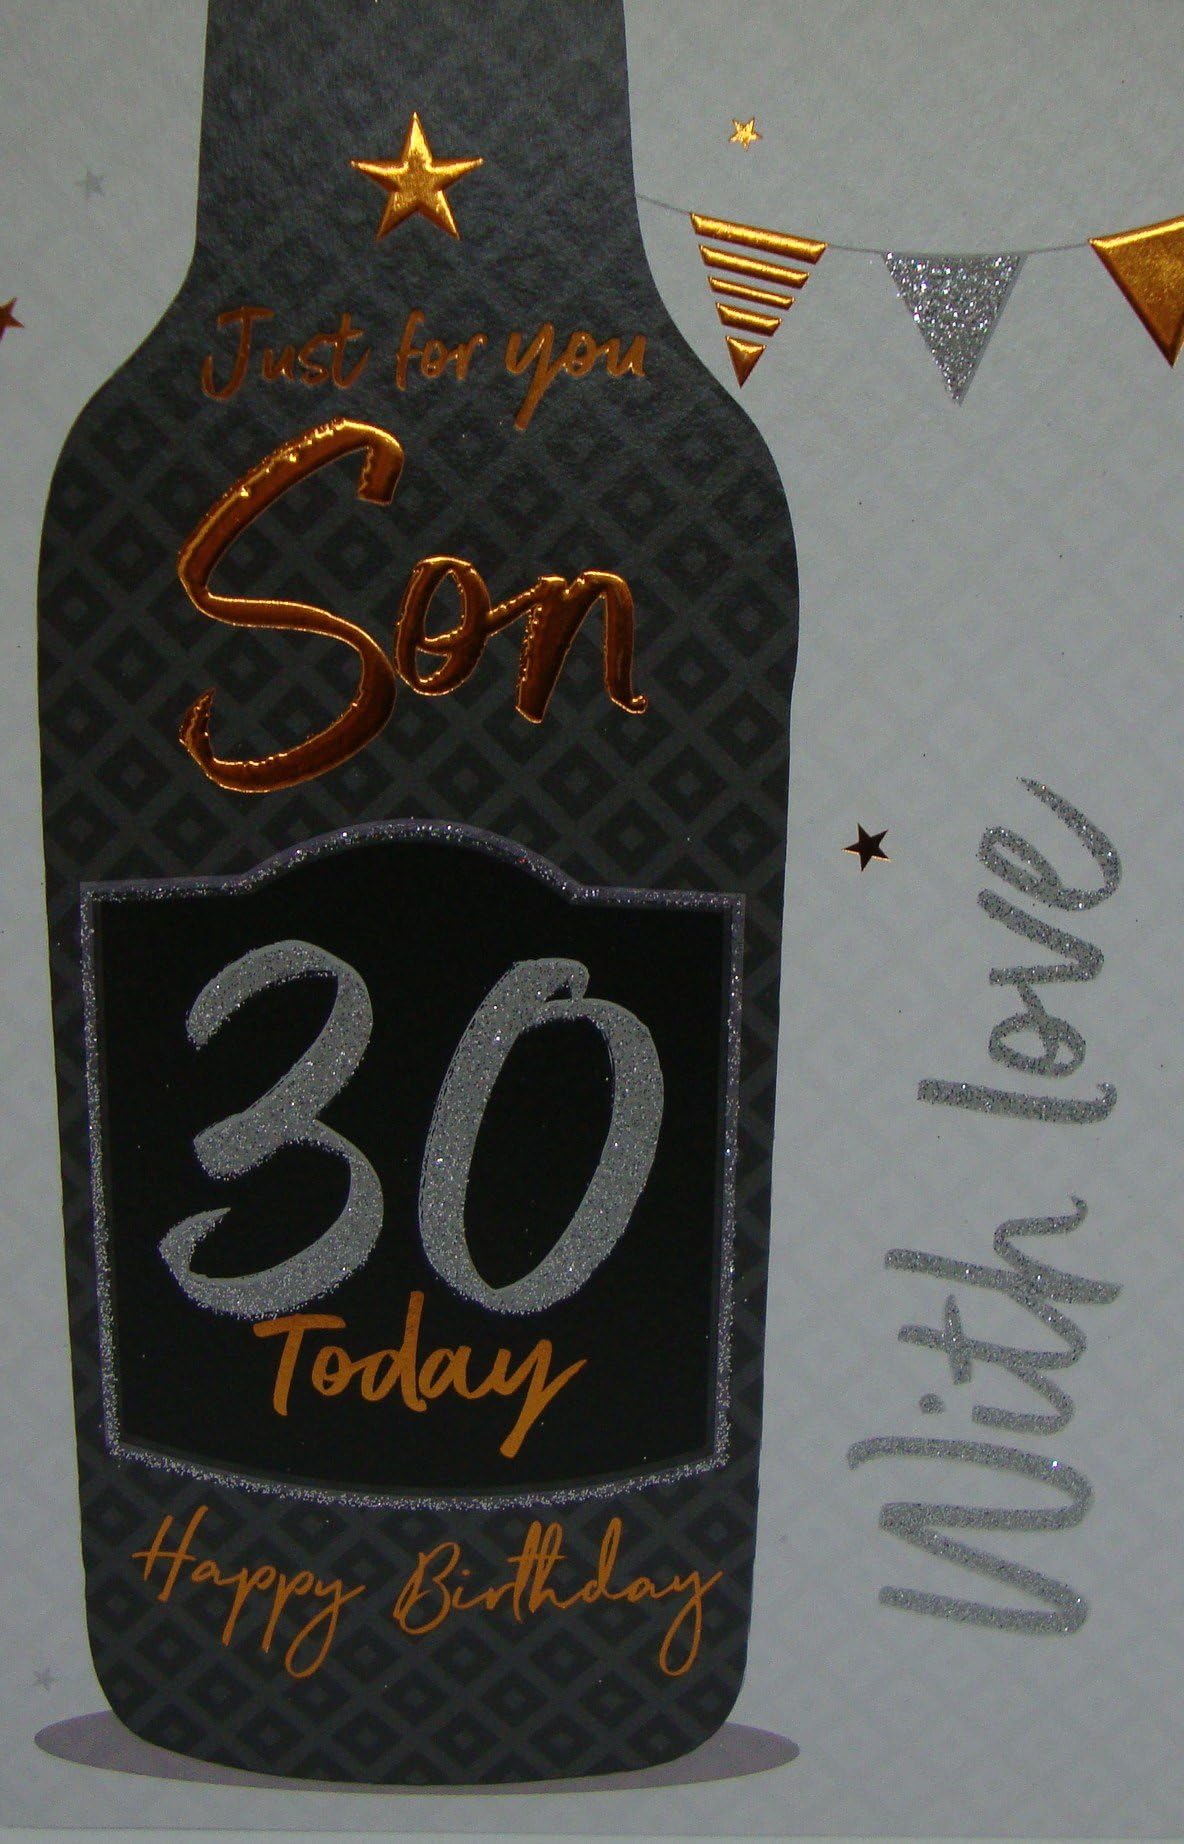 Just for you
Son
30
Today
Happy Birthday
With love